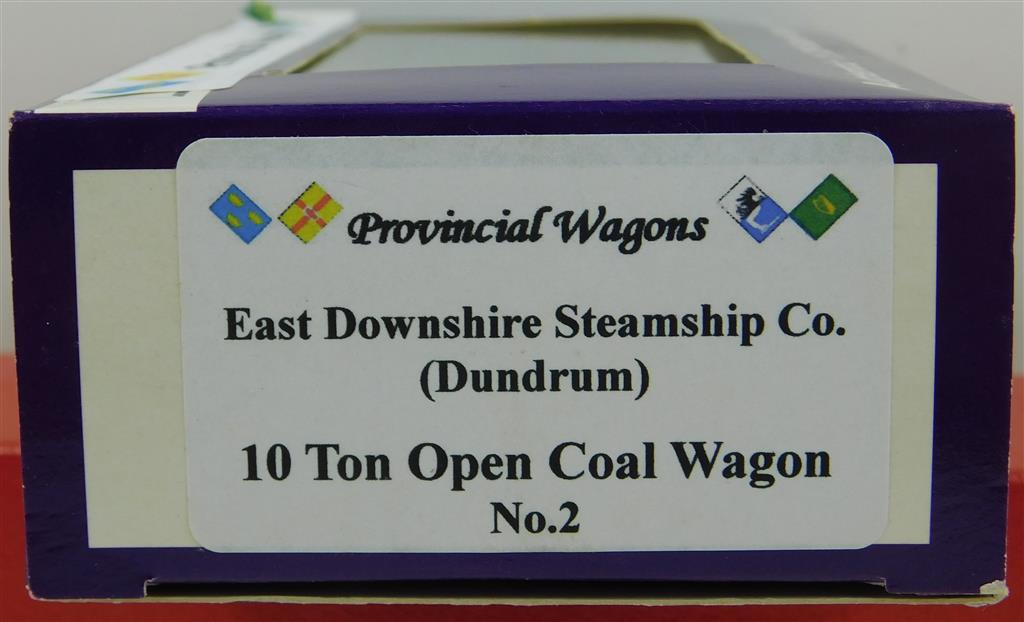 Provincial Wagons
East Downshire Steamship Co.
(Dundrum)
10 Ton Open Coal Wagon
No.2